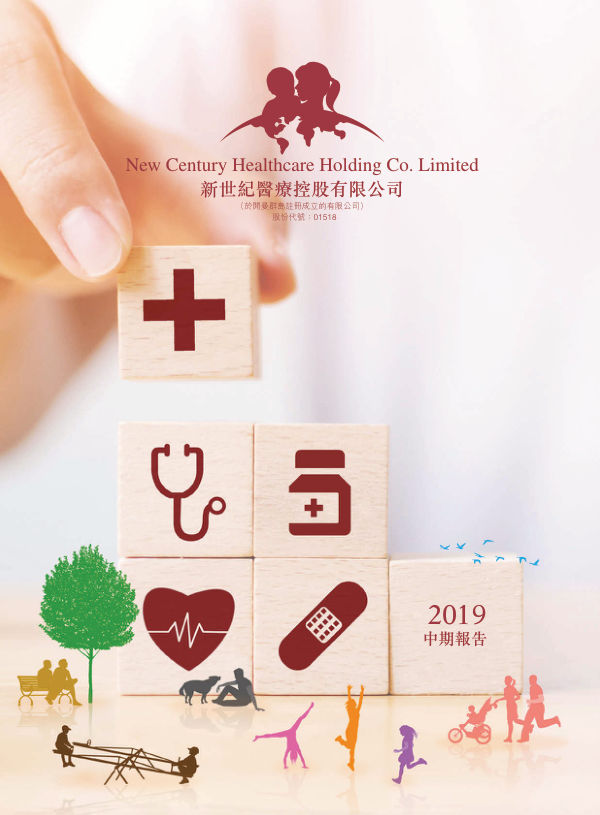 New Century Healthcare Holding Co. Limited
新世紀醫療控股有限公司
(於開曼群島註冊成立的有限公司)
股份代號：01518
2019
中期報告